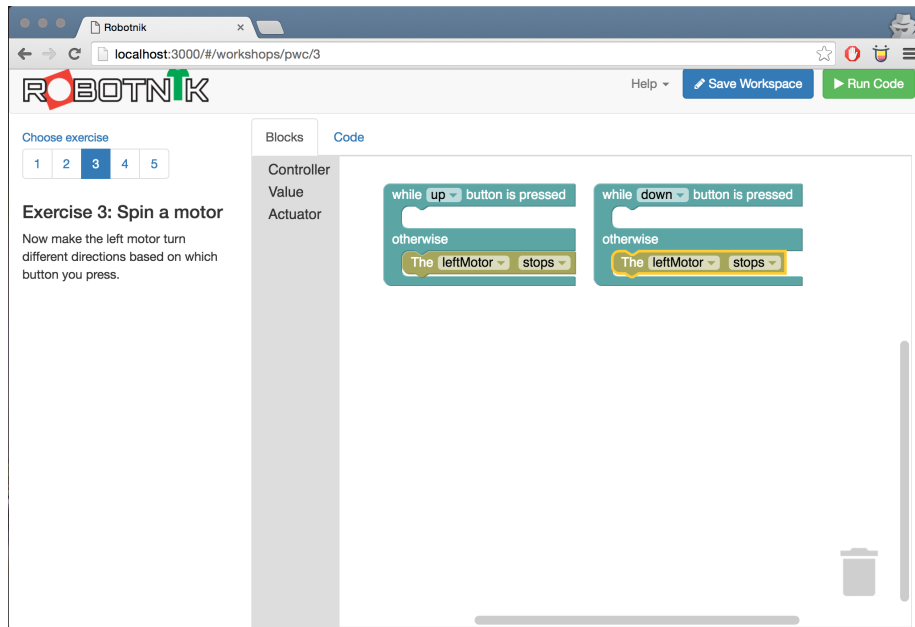 Robotnik
localhost:3000/#/workshops/pwc/3
ROBOTNIK
Help
Save Workspace
Run Code
Choose exercise
1 2 3 4 5
Exercise 3: Spin a motor
Now make the left motor turn
different directions based on which
button you press.
Blocks
Code
Controller
Value
Actuator
while up button is pressed
otherwise
The leftMotor stops
while down button is pressed
otherwise
The leftMotor stops